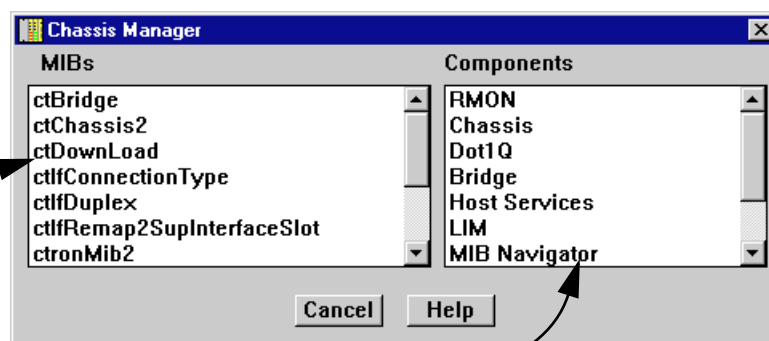 Chassis Manager
MIBs
ctBridge
ctChassis2
ctDownLoad
ctIfConnectionType
ctIfDuplex
ctIfRemap2SupInterfaceSlot
ctronMib2
Components
RMON
Chassis
Dot1Q
Bridge
Host Services
LIM
MIB Navigator
Cancel
Help